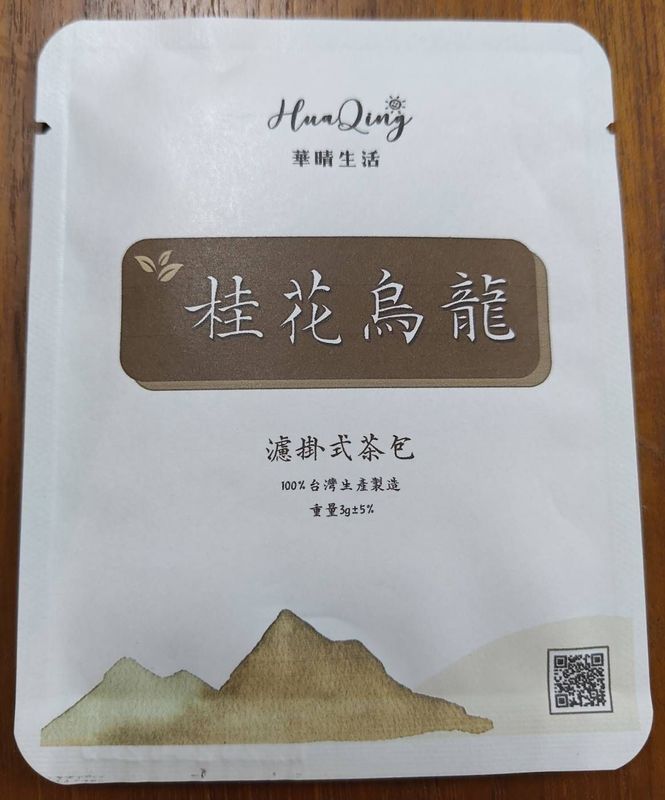 HuaQing
華晴生活
桂花烏龍
濾掛式茶包
100%台灣生產製造
重量3g±5%